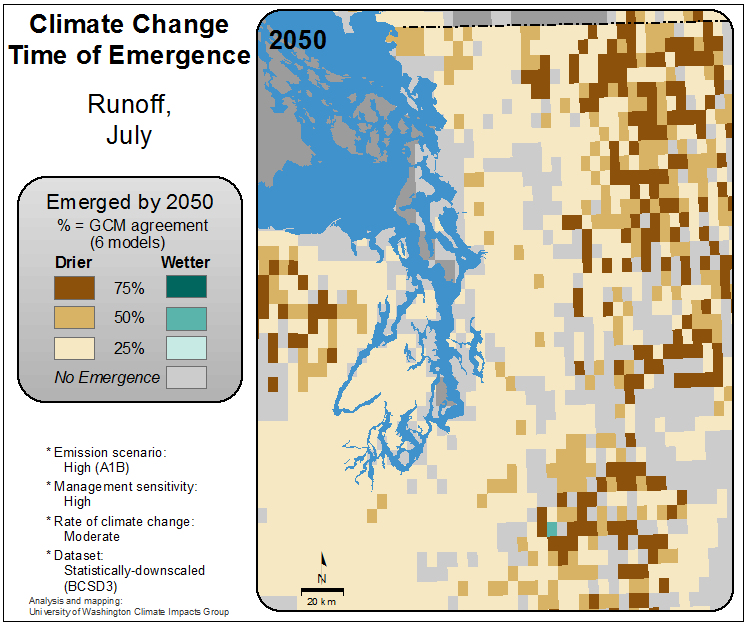 Climate Change
Time of Emergence
Runoff,
July
Emerged by 2050
% = GCM agreement
(6 models)
Drier Wetter
75%
50%
25%
No Emergence
* Emission scenario:
High (A1B)
* Management sensitivity:
High
* Rate of climate change:
Moderate
* Dataset:
Statistically-downscaled
(BCSD3)
Analysis and mapping:
University of Washington Climate Impacts Group
2050
N
20 km